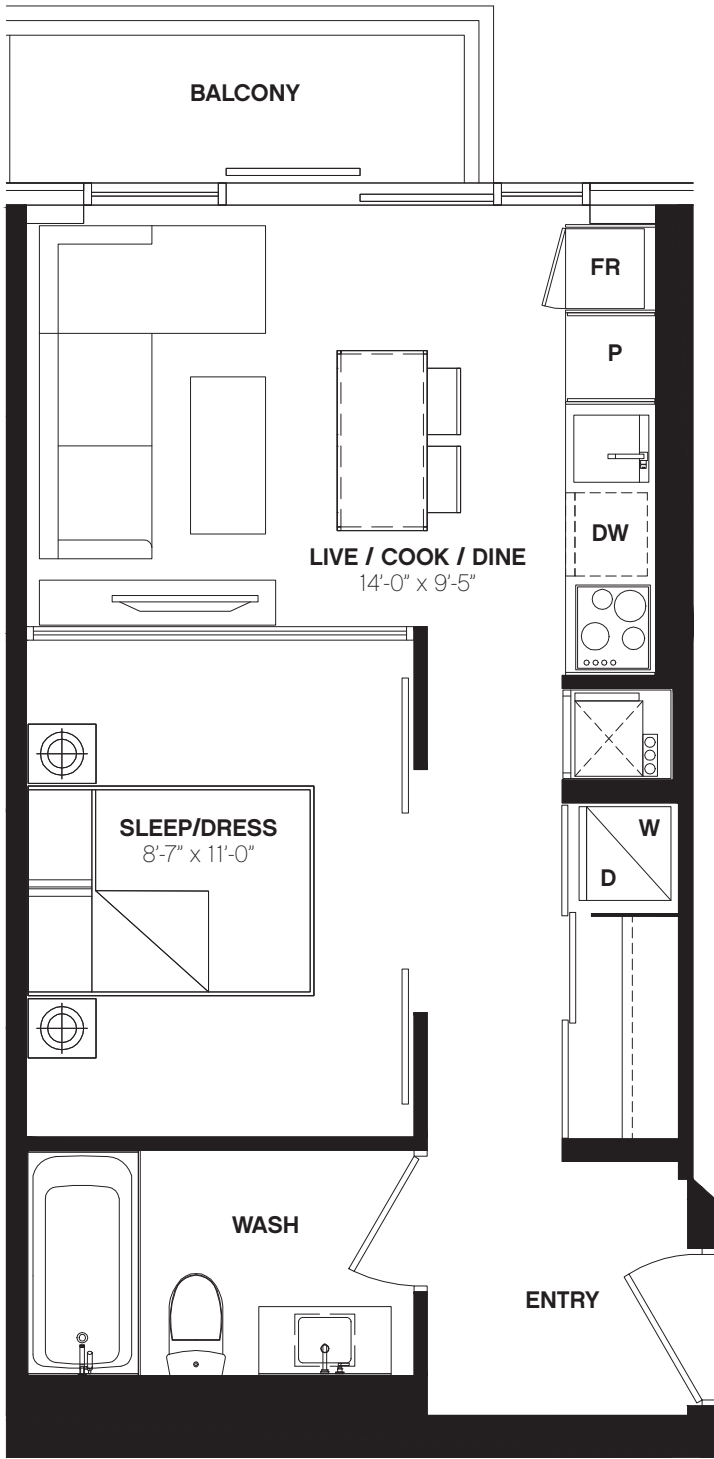 BALCONY
FR
P
DW
LIVE / COOK / DINE
14'-0" x 9'-5"
SLEEP/DRESS
8'-7" x 11'-0"
W
D
WASH
ENTRY